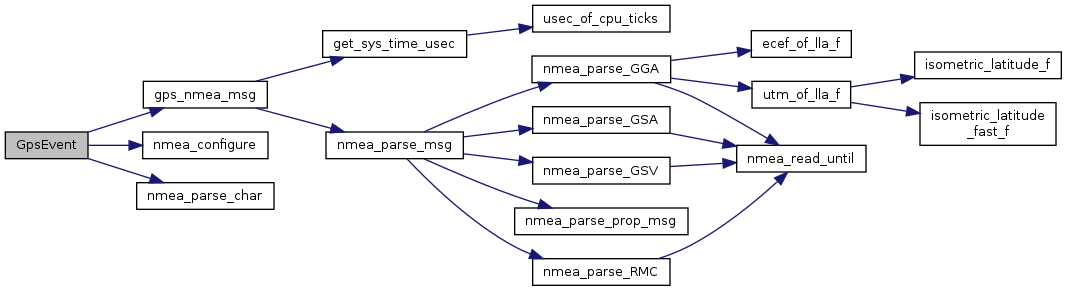 GpsEvent
gps_nmea_msg
nmea_configure
nmea_parse_char
get_sys_time_usec
nmea_parse_msg
usec_of_cpu_ticks
nmea_parse_GGA
nmea_parse_GSA
nmea_parse_GSV
nmea_parse_prop_msg
nmea_parse_RMC
ecef_of_lla_f
utm_of_lla_f
nmea_read_until
isometric_latitude_f
isometric_latitude
_fast_f